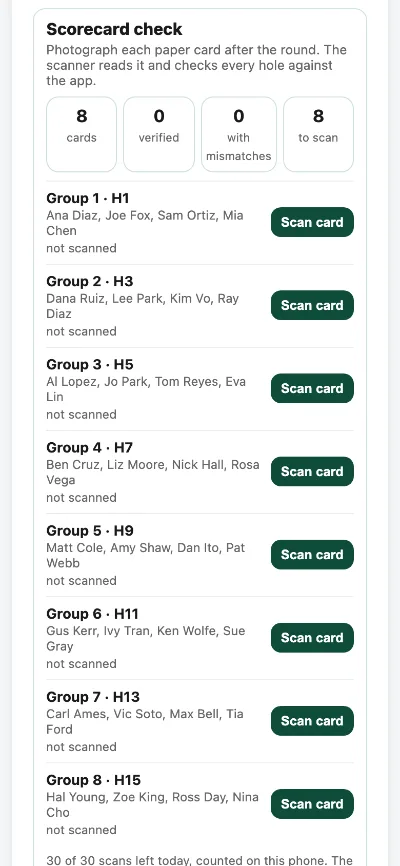 Scorecard check
Photograph each paper card after the round. The
scanner reads it and checks every hole against
the app.
8
cards
0
verified
0
with
mismatches
8
to scan
Group 1 · H1
Ana Diaz, Joe Fox, Sam Ortiz, Mia
Chen
not scanned
Scan card
Group 2 · H3
Dana Ruiz, Lee Park, Kim Vo, Ray
Diaz
not scanned
Scan card
Group 3 · H5
Al Lopez, Jo Park, Tom Reyes, Eva
Lin
not scanned
Scan card
Group 4 · H7
Ben Cruz, Liz Moore, Nick Hall, Rosa
Vega
not scanned
Scan card
Group 5 · H9
Matt Cole, Amy Shaw, Dan Ito, Pat
Webb
not scanned
Scan card
Group 6 · H11
Gus Kerr, Ivy Tran, Ken Wolfe, Sue
Gray
not scanned
Scan card
Group 7 · H13
Carl Ames, Vic Soto, Max Bell, Tia
Ford
not scanned
Scan card
Group 8 · H15
Hal Young, Zoe King, Ross Day, Nina
Cho
not scanned
Scan card
30 of 30 scans left today, counted on this phone. The